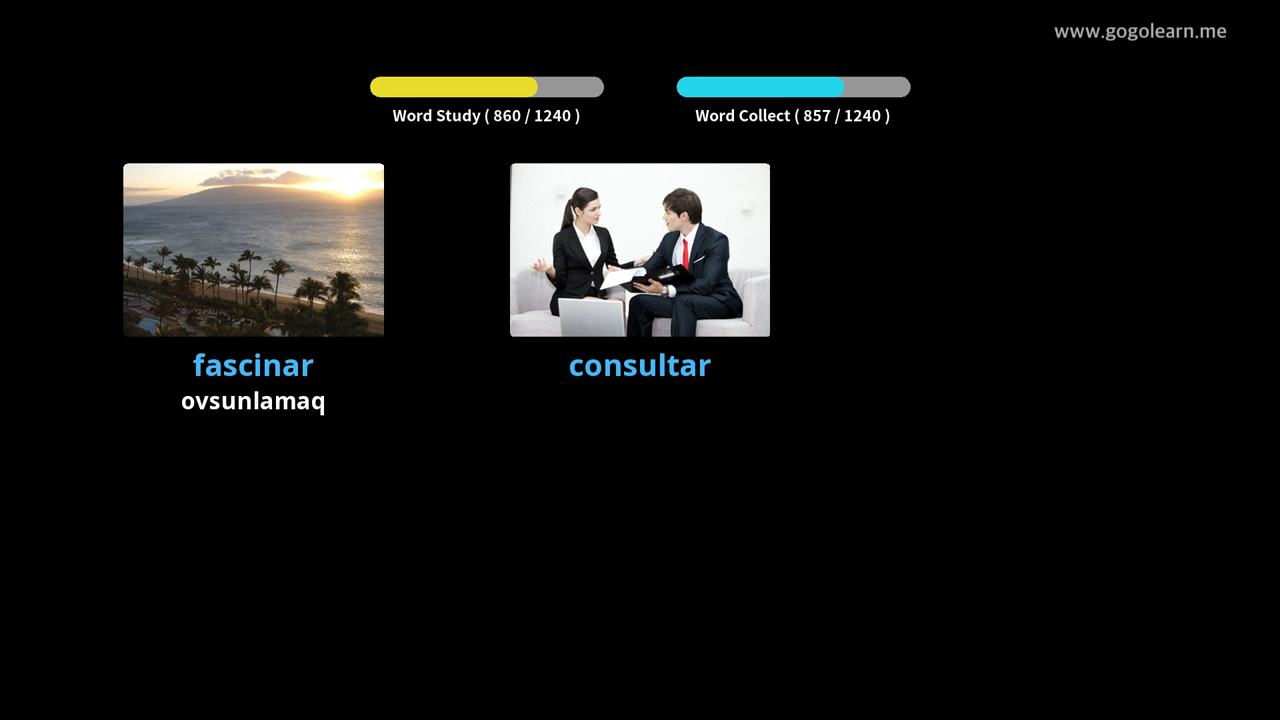 www.gogolearn.me
Word Study ( 860 / 1240 )
Word Collect ( 857 / 1240 )
fascinar
ovsunlamaq
consultar